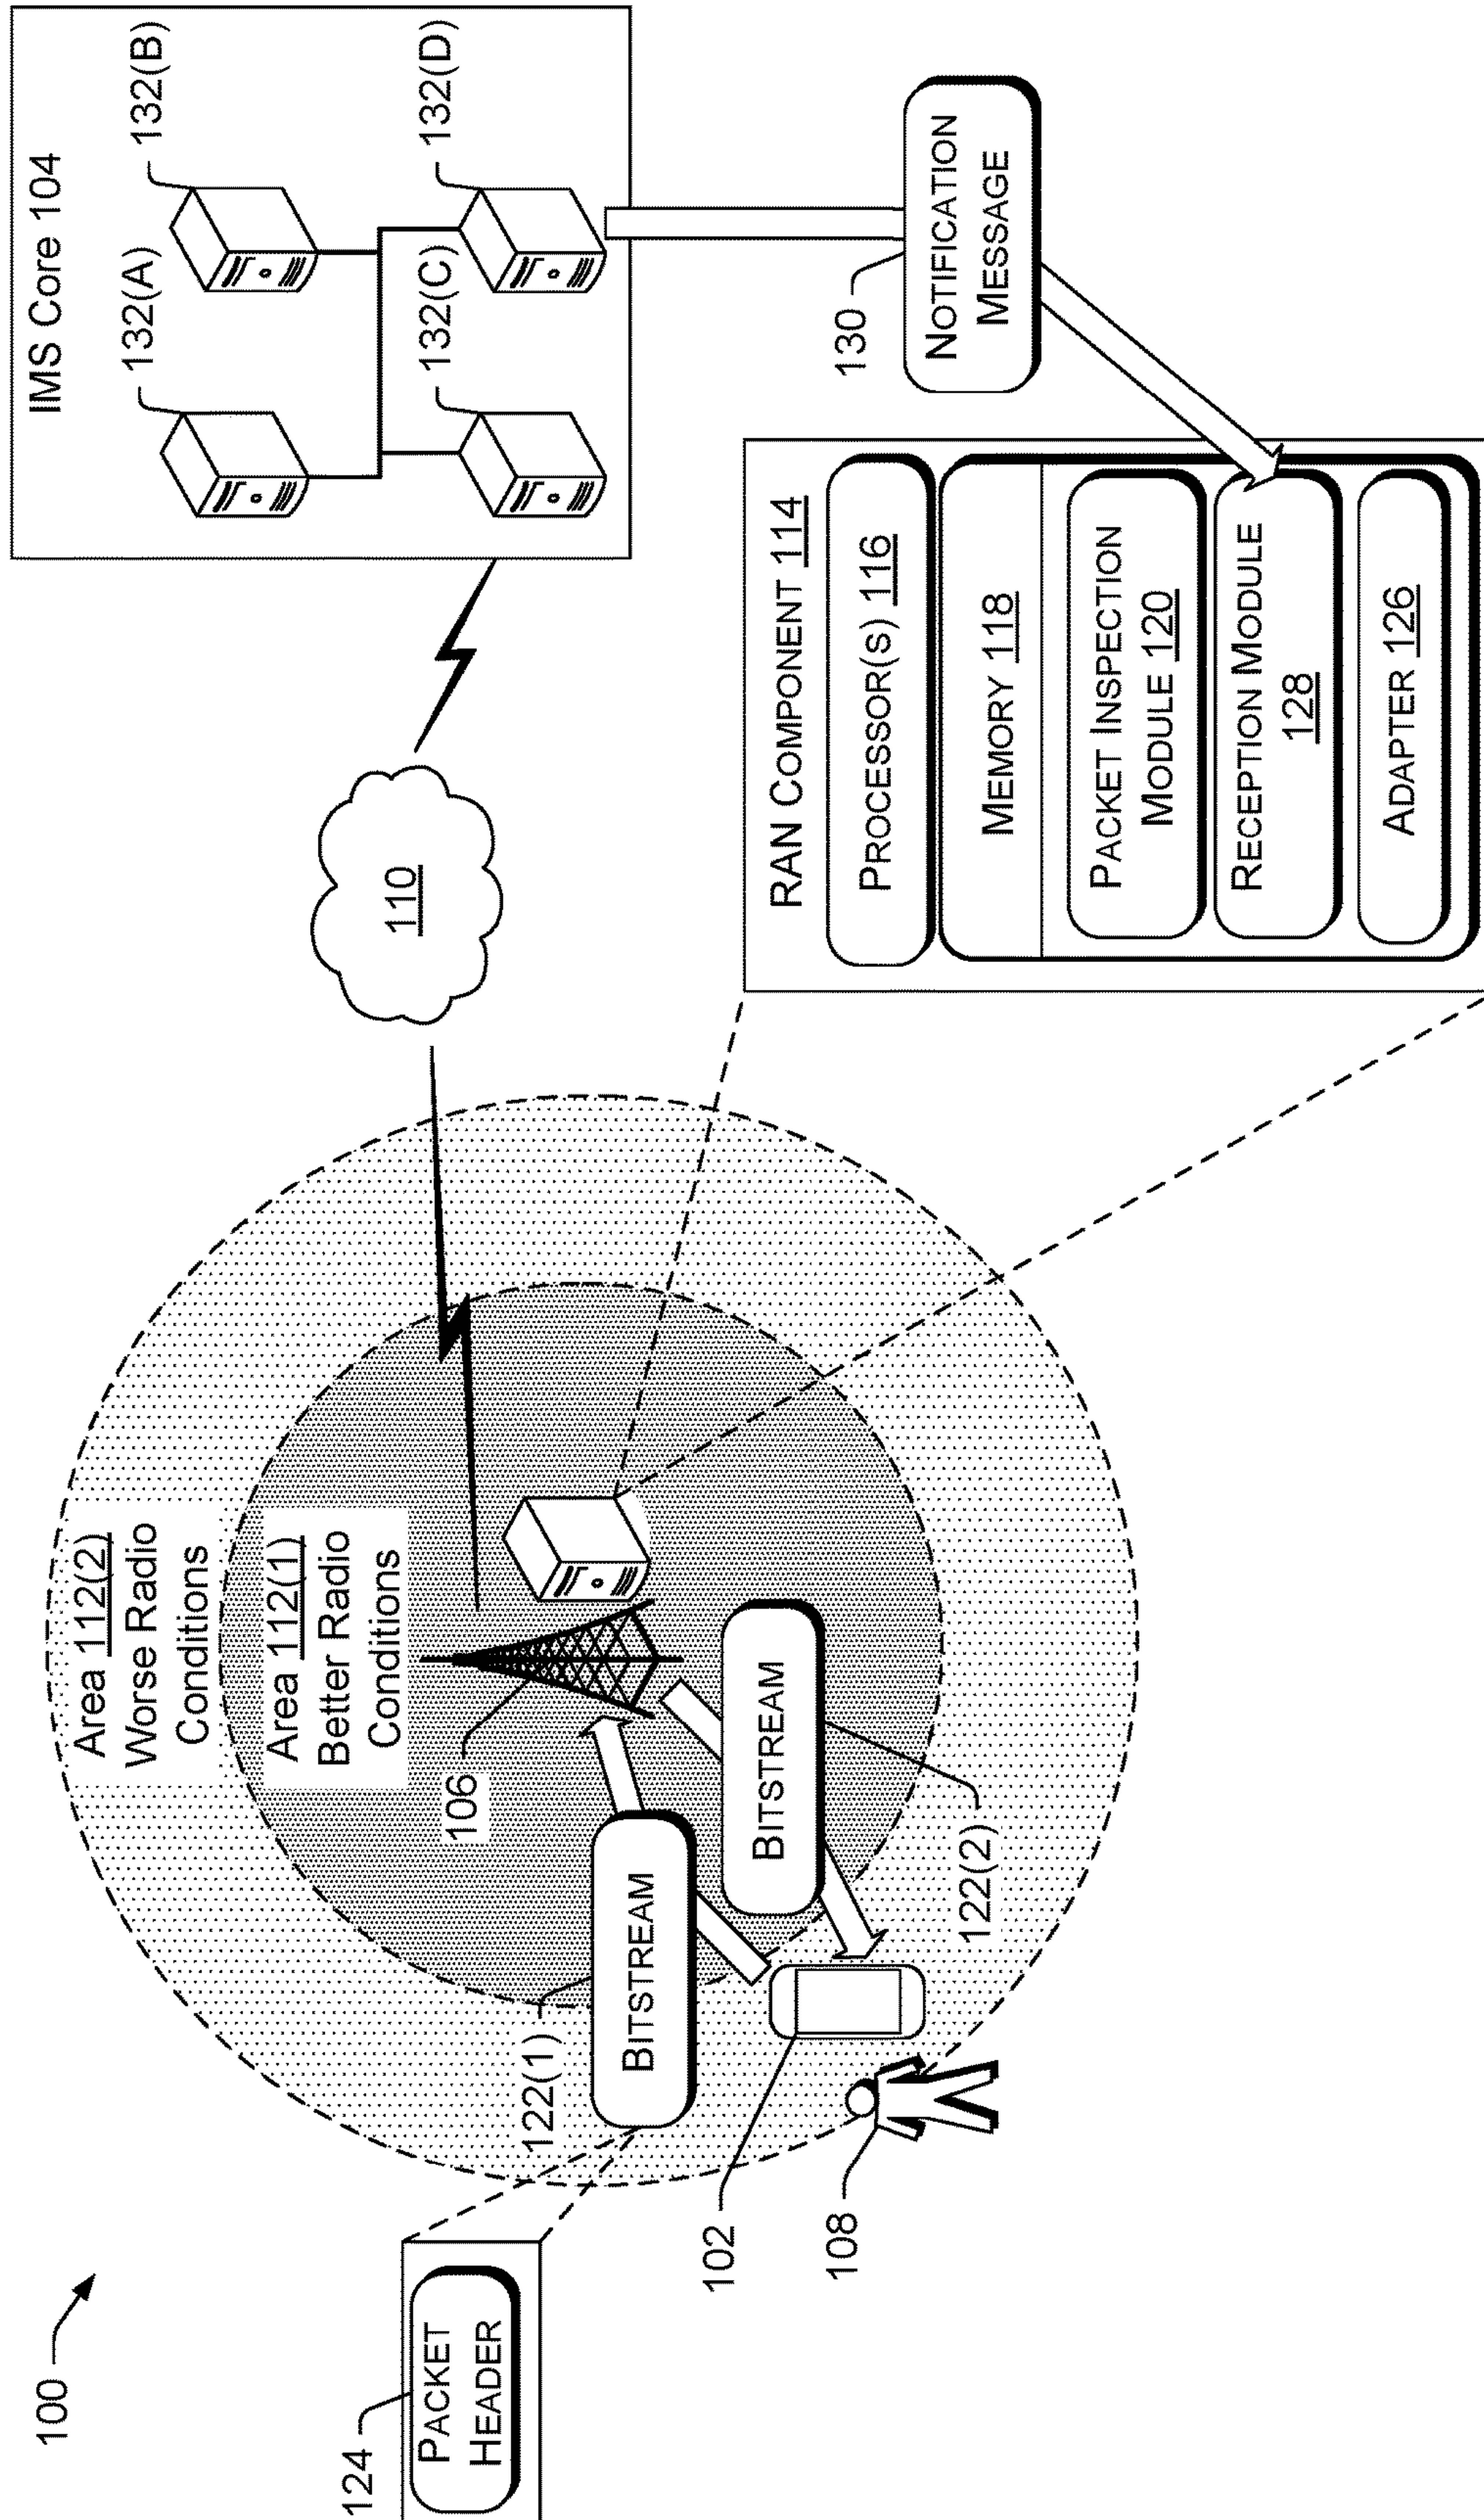 100
124
PACKET
HEADER
Area 112(2)
Worse Radio
Conditions
Area 112(1)
Better Radio
Conditions
106
122(1)
BITSTREAM
BITSTREAM
122(2)
102
108
110
IMS Core 104
132(A)
132(B)
132(C)
132(D)
130
NOTIFICATION
MESSAGE
RAN COMPONENT 114
PROCESSOR(S) 116
MEMORY 118
PACKET INSPECTION
MODULE 120
RECEPTION MODULE
128
ADAPTER 126